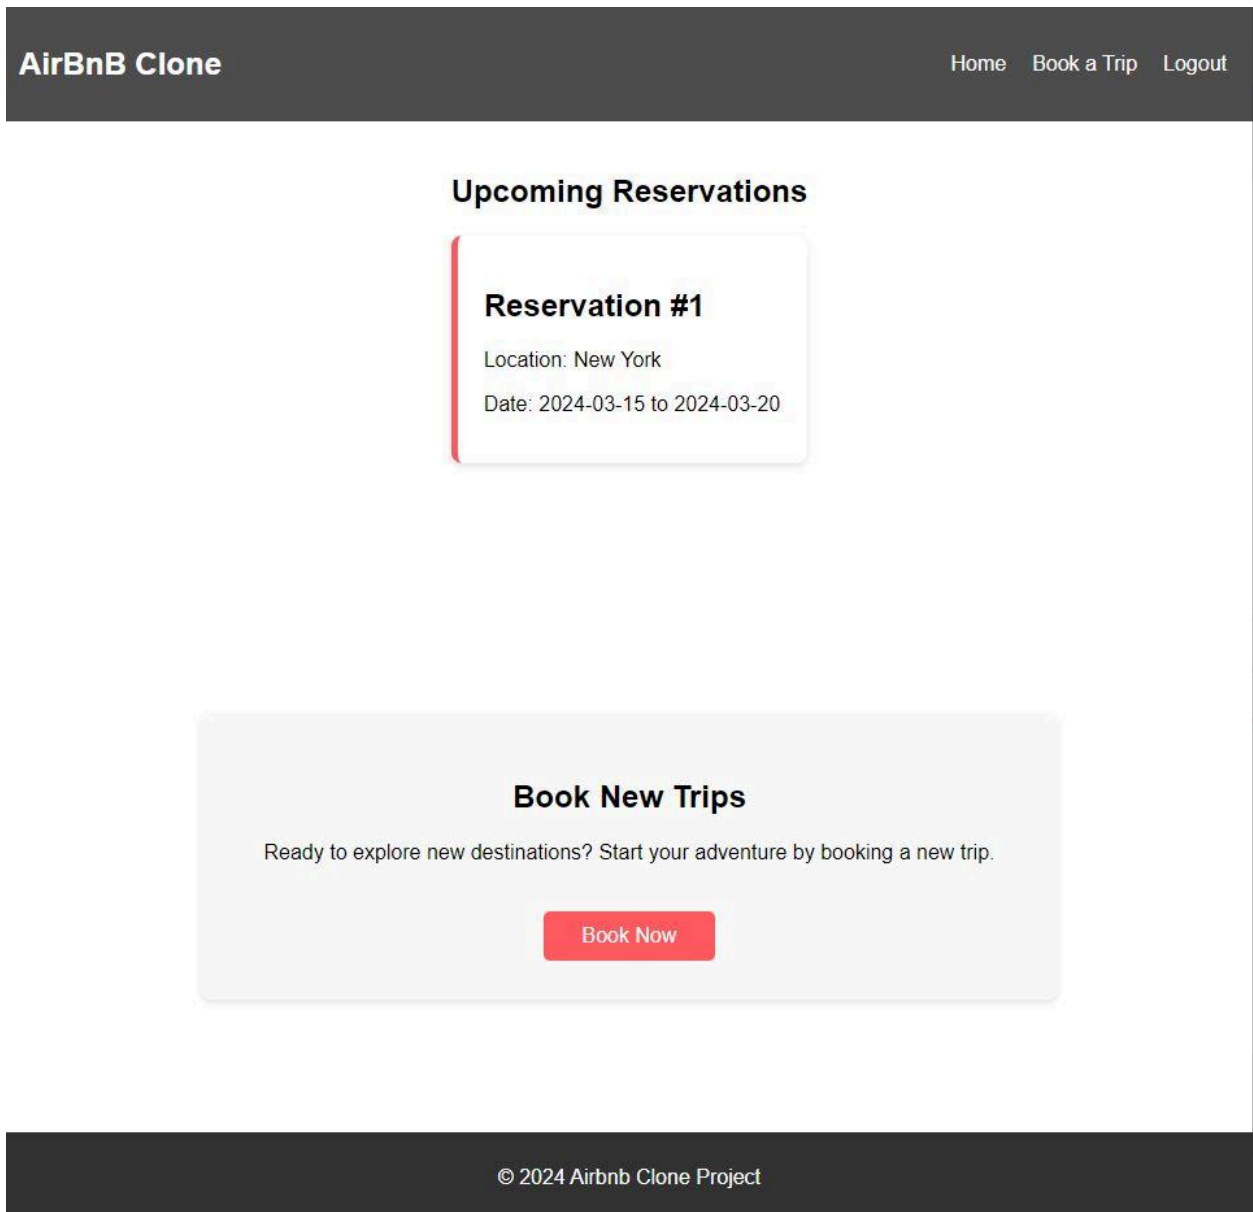 AirBnB Clone
Home Book a Trip Logout
Upcoming Reservations
Reservation #1
Location: New York
Date: 2024-03-15 to 2024-03-20
Book New Trips
Ready to explore new destinations? Start your adventure by booking a new trip.
Book Now
© 2024 Airbnb Clone Project